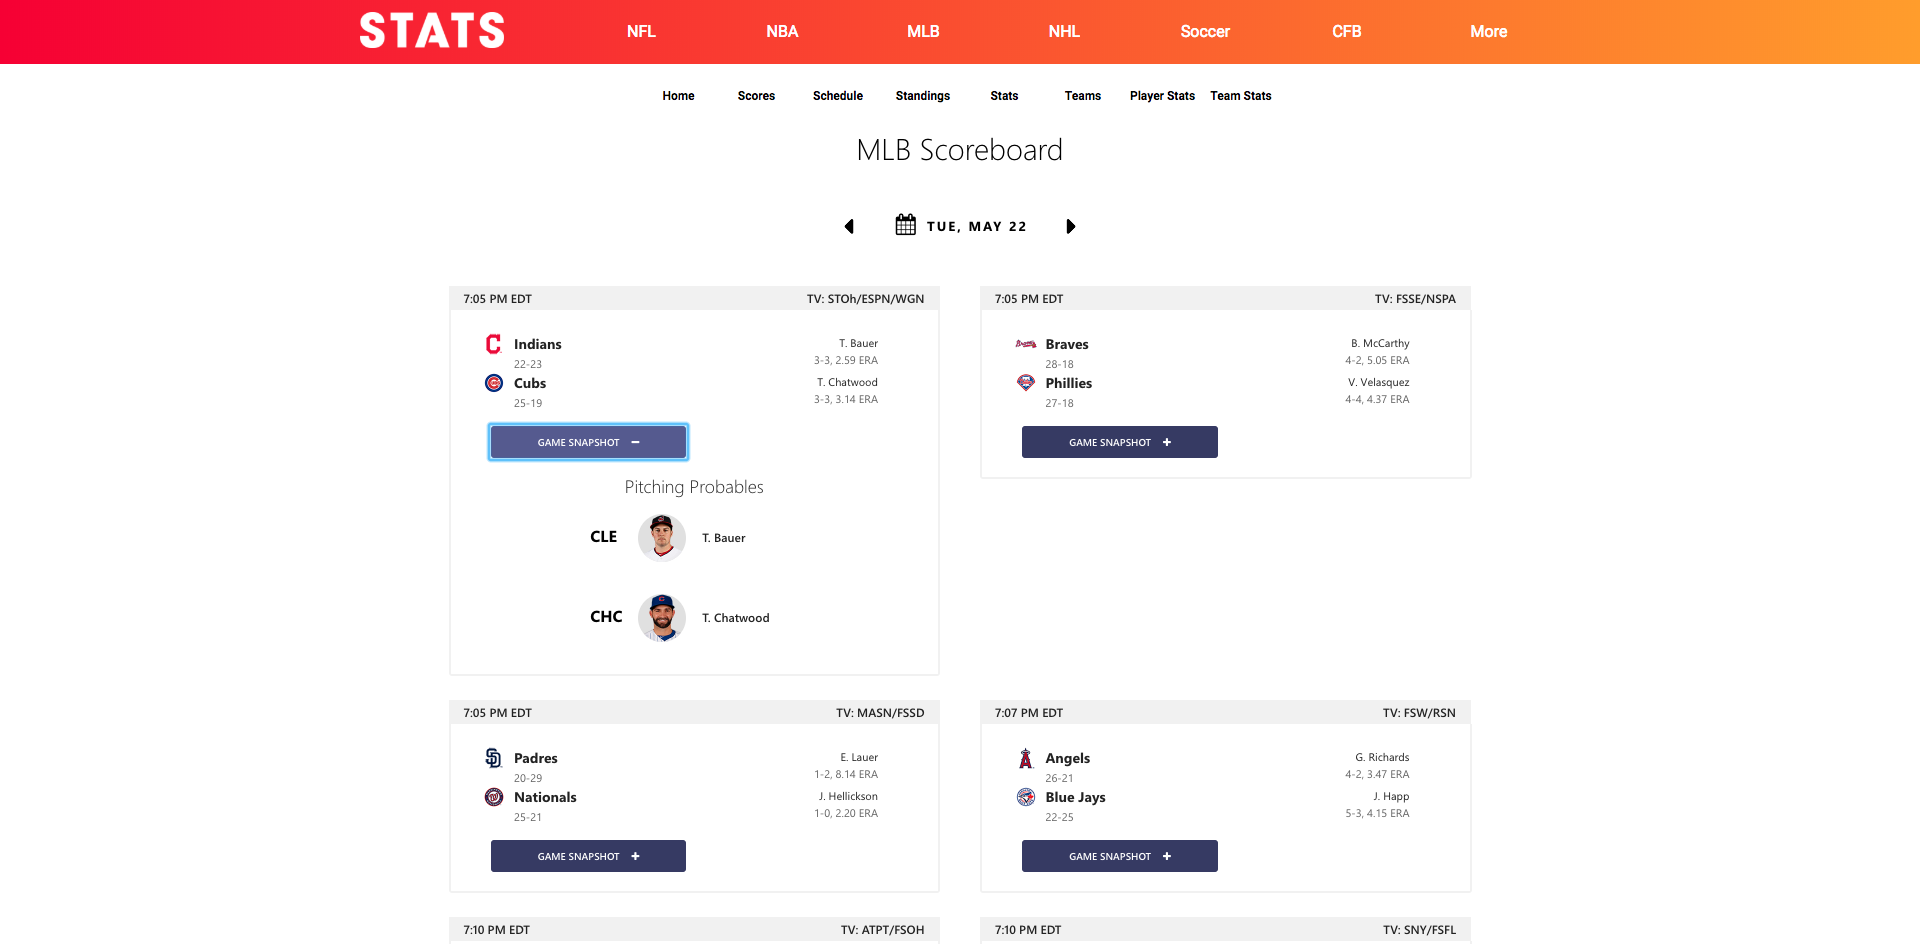 STATS NFL NBA MLB NHL Soccer CFB More
Home Scores Schedule Standings Stats Teams Player Stats Team Stats
MLB Scoreboard
TUE, MAY 22
7:05 PM EDT TV: STOh/ESPN/WGN
Indians T. Bauer
22-23 3-3, 2.59 ERA
Cubs T. Chatwood
25-19 3-3, 3.14 ERA
GAME SNAPSHOT −
Pitching Probables
CLE T. Bauer
CHC T. Chatwood
7:05 PM EDT TV: FSSE/NSPA
Braves B. McCarthy
28-18 4-2, 5.05 ERA
Phillies V. Velasquez
27-18 4-4, 4.37 ERA
GAME SNAPSHOT +
7:05 PM EDT TV: MASN/FSSD
Padres E. Lauer
20-29 1-2, 8.14 ERA
Nationals J. Hellickson
25-21 1-0, 2.20 ERA
GAME SNAPSHOT +
7:07 PM EDT TV: FSW/RSN
Angels G. Richards
26-21 4-2, 3.47 ERA
Blue Jays J. Happ
22-25 5-3, 4.15 ERA
GAME SNAPSHOT +
7:10 PM EDT TV: ATPT/FSOH
7:10 PM EDT TV: SNY/FSFL